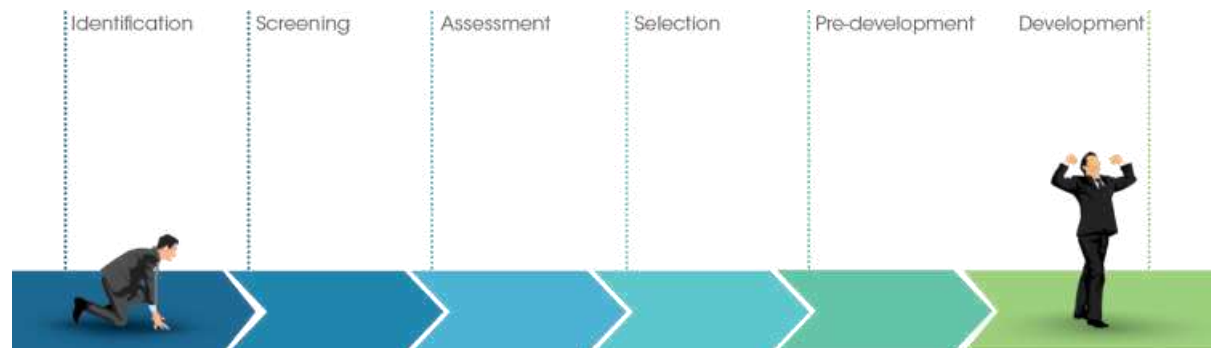 Identification
Screening
Assessment
Selection
Pre-development
Development